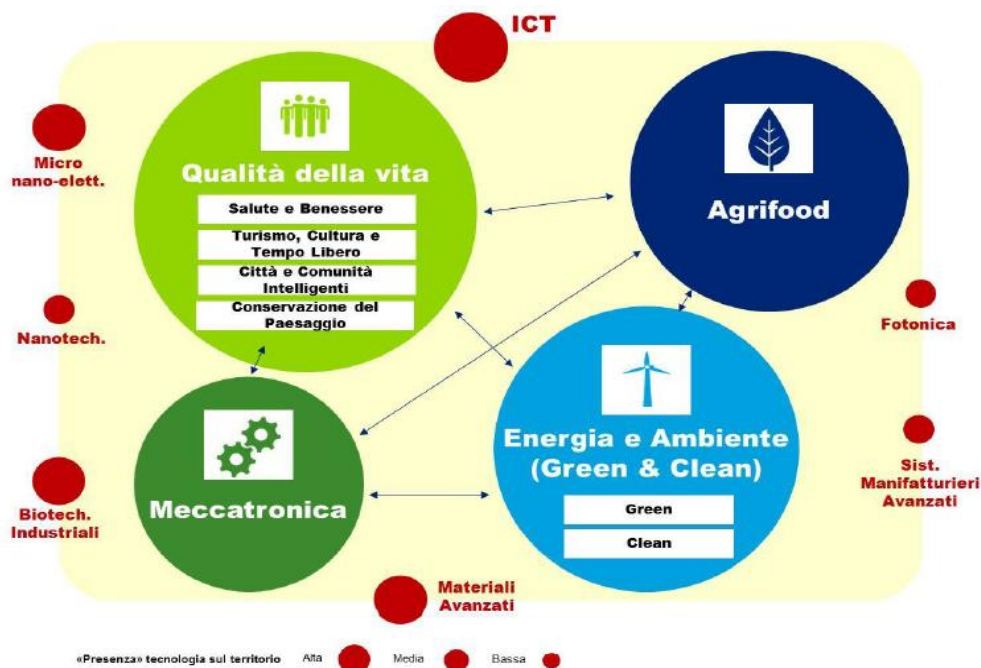 ICT
Micro
nano-elett.
Qualità della vita
Salute e Benessere
Turismo, Cultura e
Tempo Libero
Città e Comunità
Intelligenti
Conservazione del
Paesaggio
Agrifood
Nanotech.
Fotonica
Meccatronica
Energia e Ambiente
(Green & Clean)
Green
Clean
Sist.
Manifatturieri
Avanzati
Biotech.
Industriali
Materiali
Avanzati
«Presenza» tecnologia sul territorio Alta Media Bassa